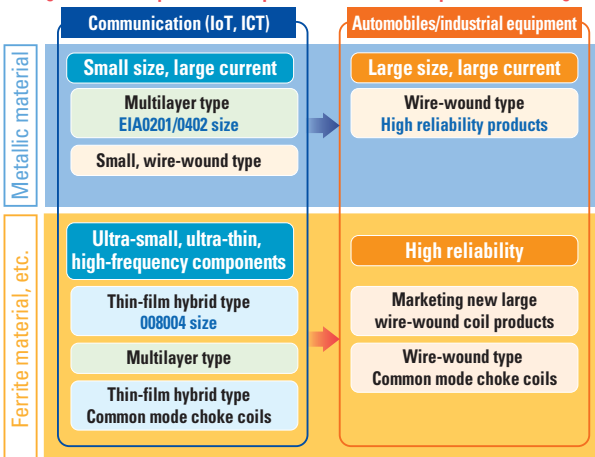 Communication (IoT, ICT)
Automobiles/industrial equipment
Metallic material
Small size, large current
Multilayer type
EIA0201/0402 size
Small, wire-wound type
Large size, large current
Wire-wound type
High reliability products
Ferrite material, etc.
Ultra-small, ultra-thin,
high-frequency components
Thin-film hybrid type
008004 size
Multilayer type
Thin-film hybrid type
Common mode choke coils
High reliability
Marketing new large
wire-wound coil products
Wire-wound type
Common mode choke coils